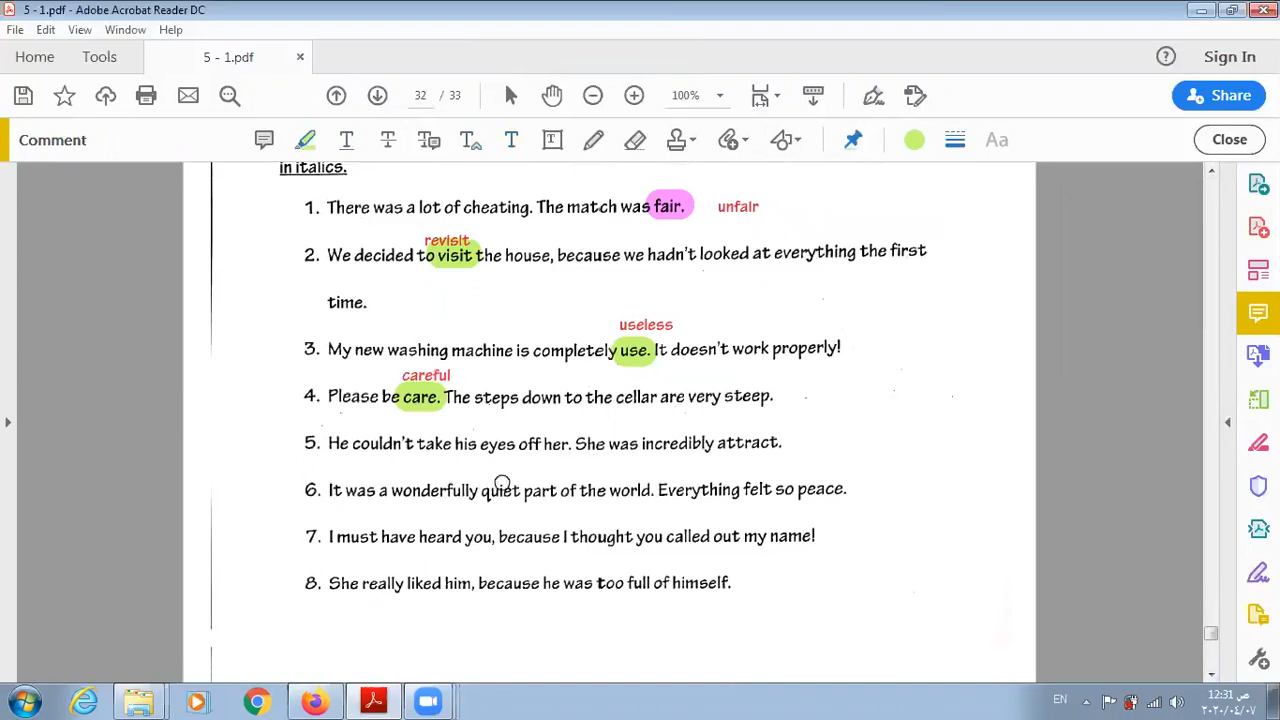 5 - 1.pdf - Adobe Acrobat Reader DC
File Edit View Window Help
Home Tools 5 - 1.pdf × Sign In
32 / 33 100% Share
Comment Close
in italics.
1. There was a lot of cheating. The match was fair. unfair
revisit
2. We decided to visit the house, because we hadn't looked at everything the first
time.
useless
3. My new washing machine is completely use. It doesn't work properly!
careful
4. Please be care. The steps down to the cellar are very steep.
5. He couldn't take his eyes off her. She was incredibly attract.
6. It was a wonderfully quiet part of the world. Everything felt so peace.
7. I must have heard you, because I thought you called out my name!
8. She really liked him, because he was too full of himself.
EN
12:31 ص
٢٠٢٠/٠٤/٠٧